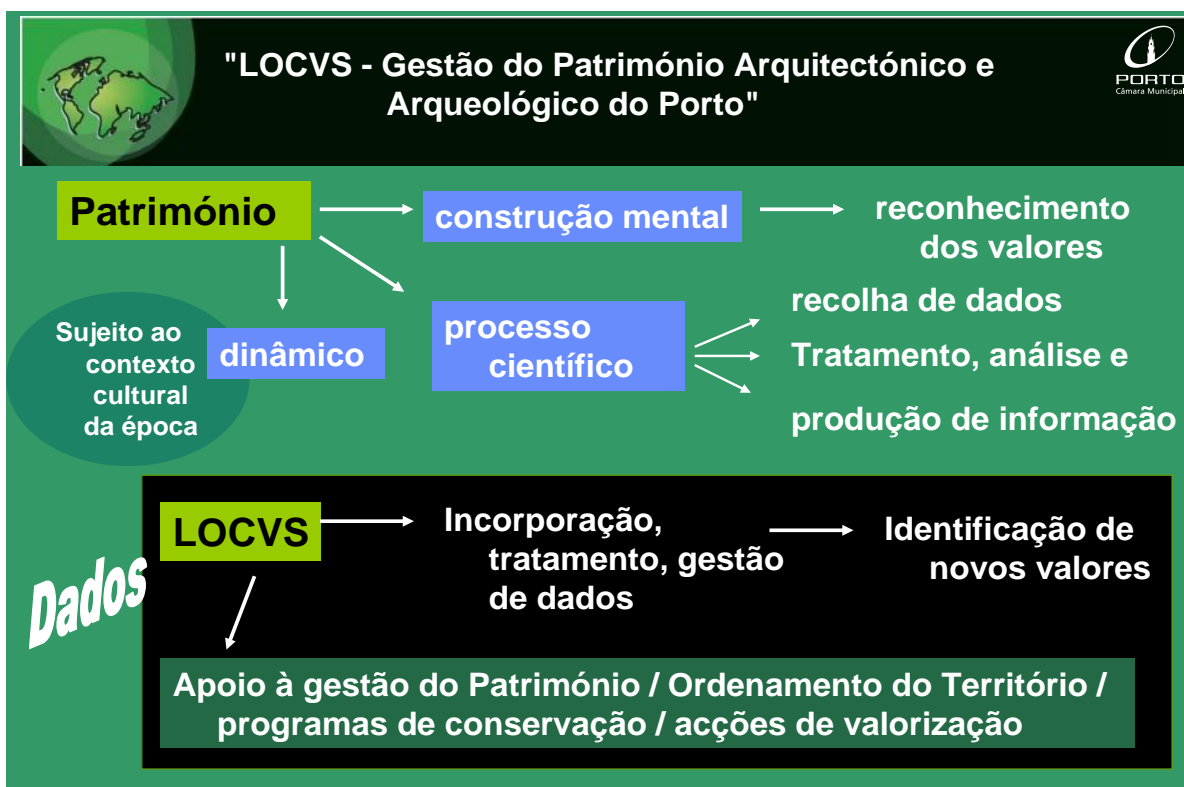 "LOCVS - Gestão do Património Arquitectónico e
Arqueológico do Porto"
PORTO
Câmara Municipal
Património
construção mental
reconhecimento
dos valores
Sujeito ao
contexto
cultural
da época
dinâmico
processo
científico
recolha de dados
Tratamento, análise e
produção de informação
Dados
LOCVS
Incorporação,
tratamento, gestão
de dados
Identificação de
novos valores
Apoio à gestão do Património / Ordenamento do Território /
programas de conservação / acções de valorização